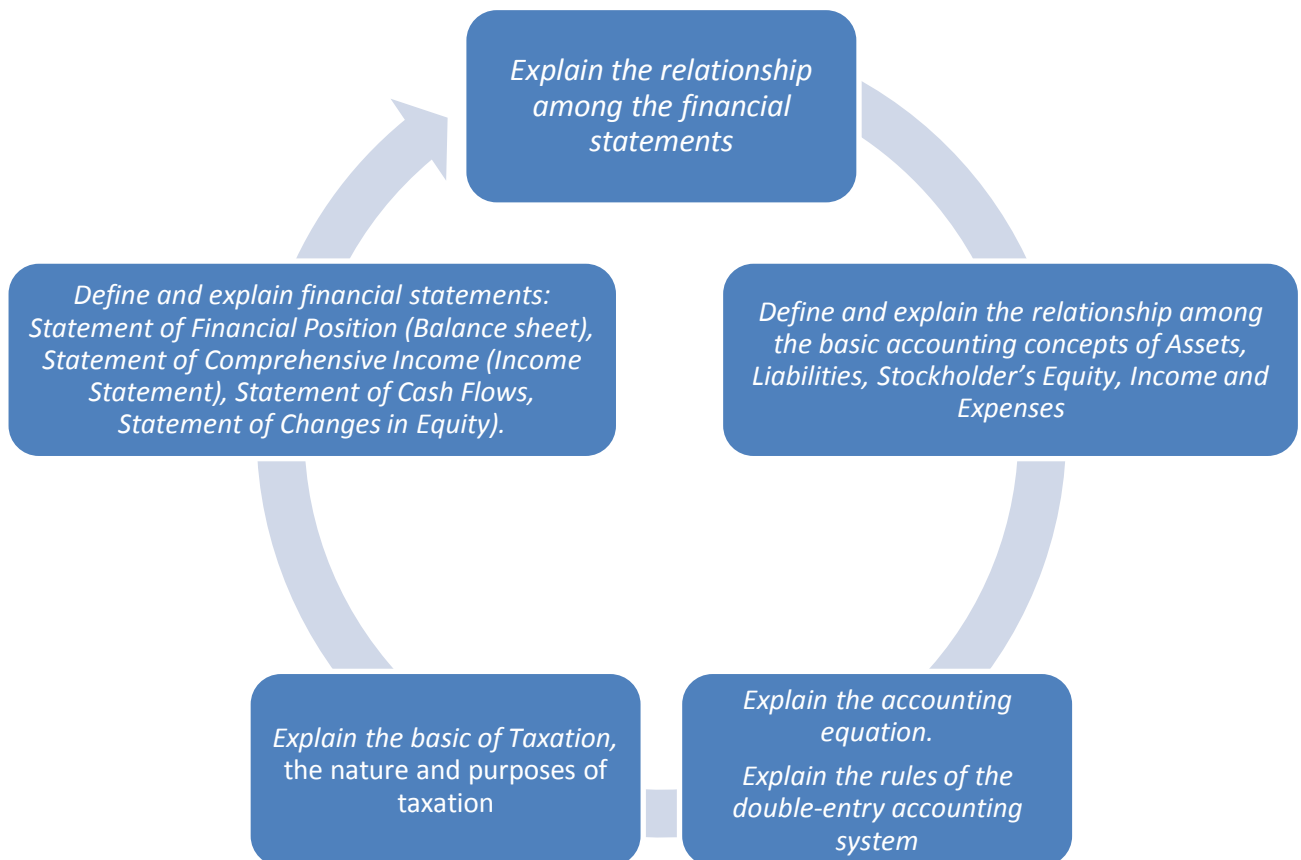 Explain the relationship
among the financial
statements
Define and explain the relationship among
the basic accounting concepts of Assets,
Liabilities, Stockholder’s Equity, Income and
Expenses
Explain the accounting
equation.
Explain the rules of the
double-entry accounting
system
Explain the basic of Taxation,
the nature and purposes of
taxation
Define and explain financial statements:
Statement of Financial Position (Balance sheet),
Statement of Comprehensive Income (Income
Statement), Statement of Cash Flows,
Statement of Changes in Equity).